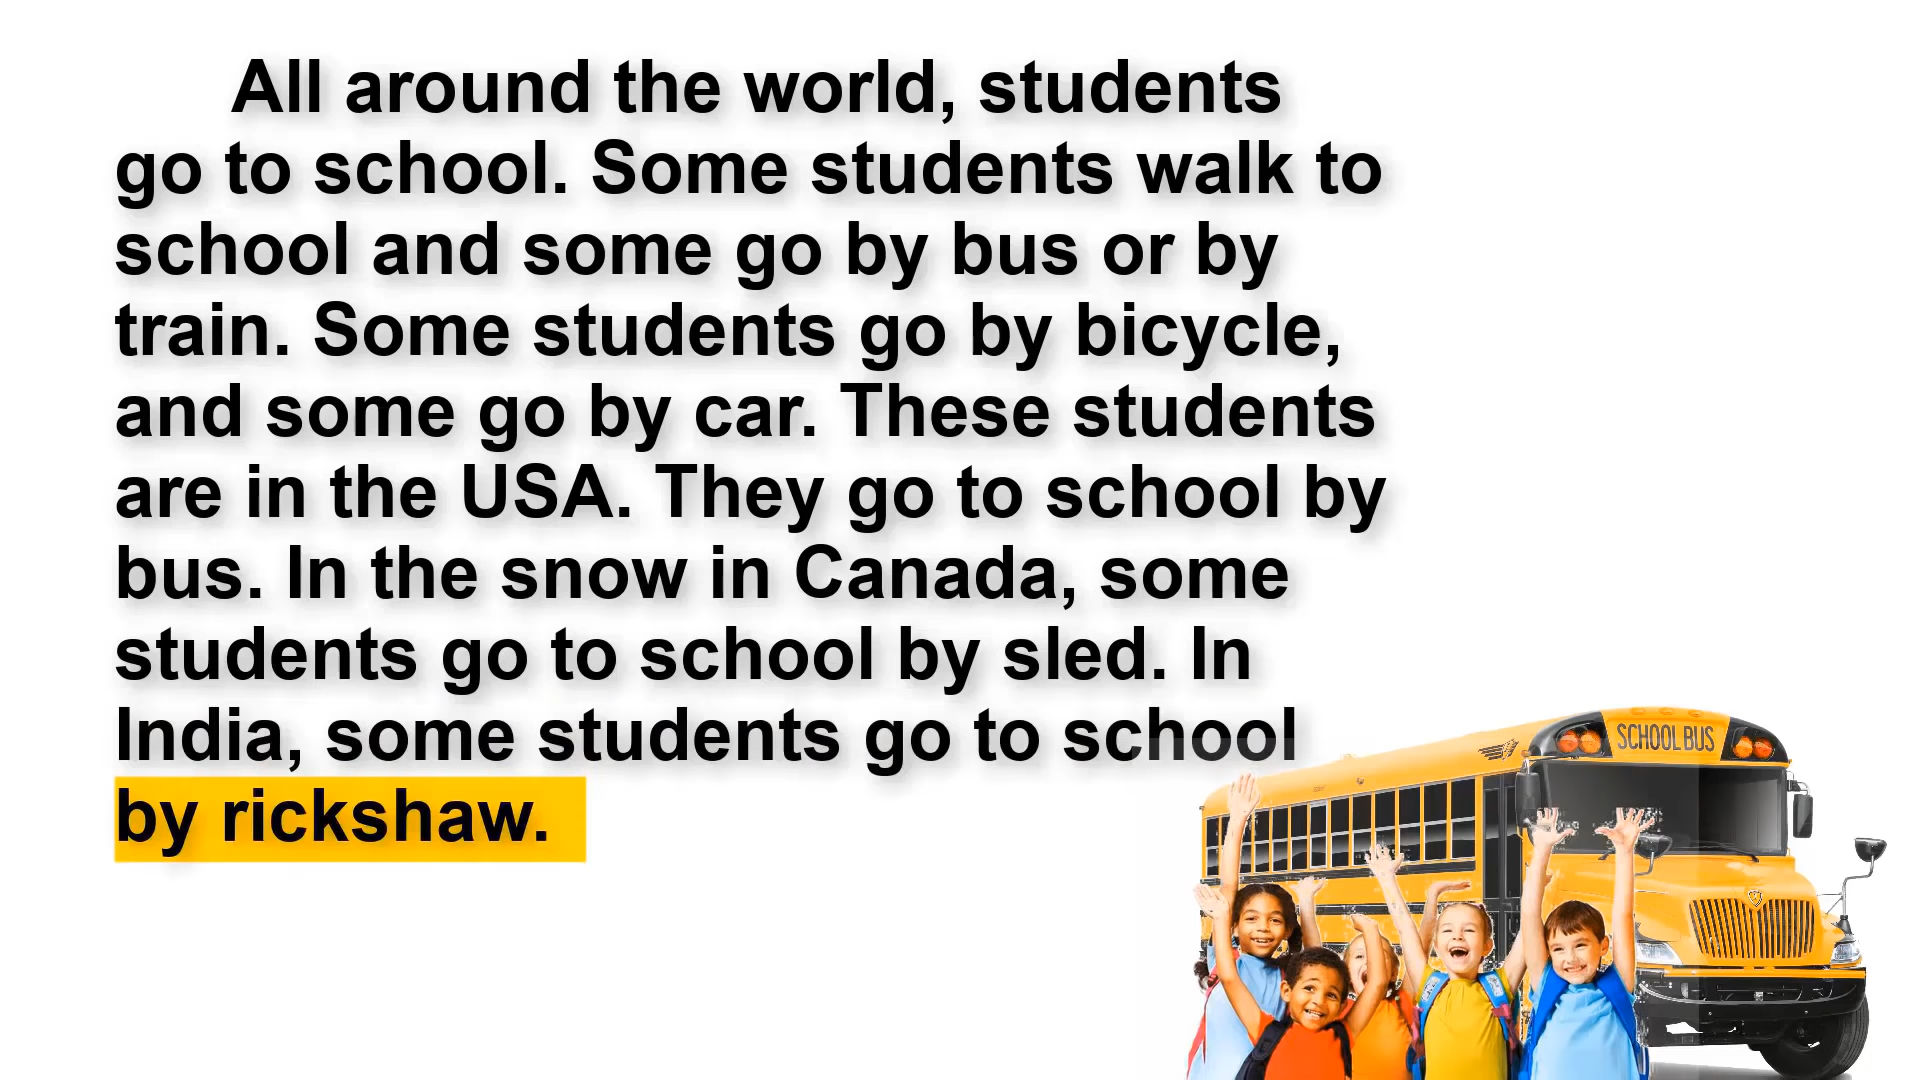 All around the world, students
go to school. Some students walk to
school and some go by bus or by
train. Some students go by bicycle,
and some go by car. These students
are in the USA. They go to school by
bus. In the snow in Canada, some
students go to school by sled. In
India, some students go to school
by rickshaw.
SCHOOL BUS